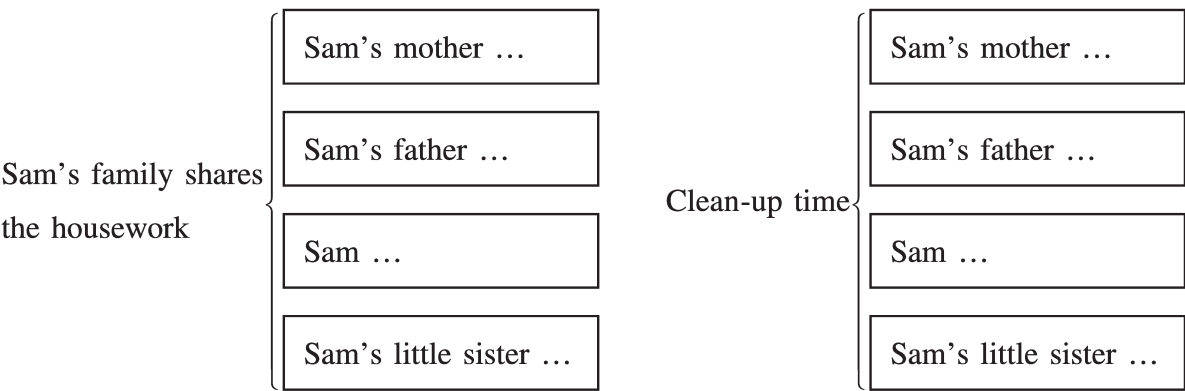 Sam's family shares
the housework
Sam's mother …
Sam's father …
Sam …
Sam's little sister …
Clean-up time
Sam's mother …
Sam's father …
Sam …
Sam's little sister …